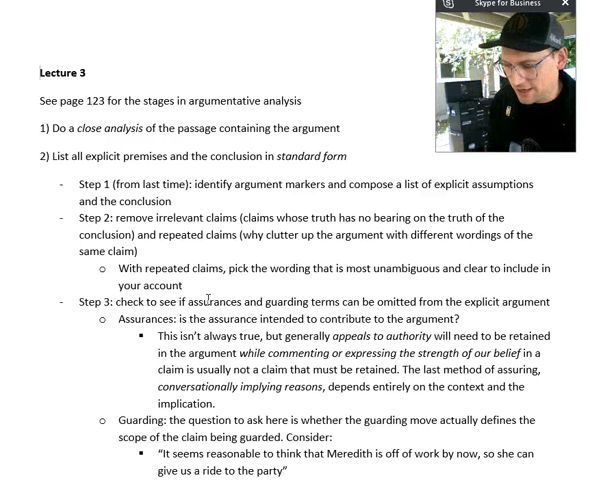 Skype for Business
Lecture 3
See page 123 for the stages in argumentative analysis
1) Do a close analysis of the passage containing the argument
2) List all explicit premises and the conclusion in standard form
- Step 1 (from last time): identify argument markers and compose a list of explicit assumptions
and the conclusion
- Step 2: remove irrelevant claims (claims whose truth has no bearing on the truth of the
conclusion) and repeated claims (why clutter up the argument with different wordings of the
same claim)
o With repeated claims, pick the wording that is most unambiguous and clear to include in
your account
- Step 3: check to see if assurances and guarding terms can be omitted from the explicit argument
o Assurances: is the assurance intended to contribute to the argument?
▪ This isn't always true, but generally appeals to authority will need to be retained
in the argument while commenting or expressing the strength of our belief in a
claim is usually not a claim that must be retained. The last method of assuring,
conversationally implying reasons, depends entirely on the context and the
implication.
o Guarding: the question to ask here is whether the guarding move actually defines the
scope of the claim being guarded. Consider:
▪ "It seems reasonable to think that Meredith is off of work by now, so she can
give us a ride to the party"